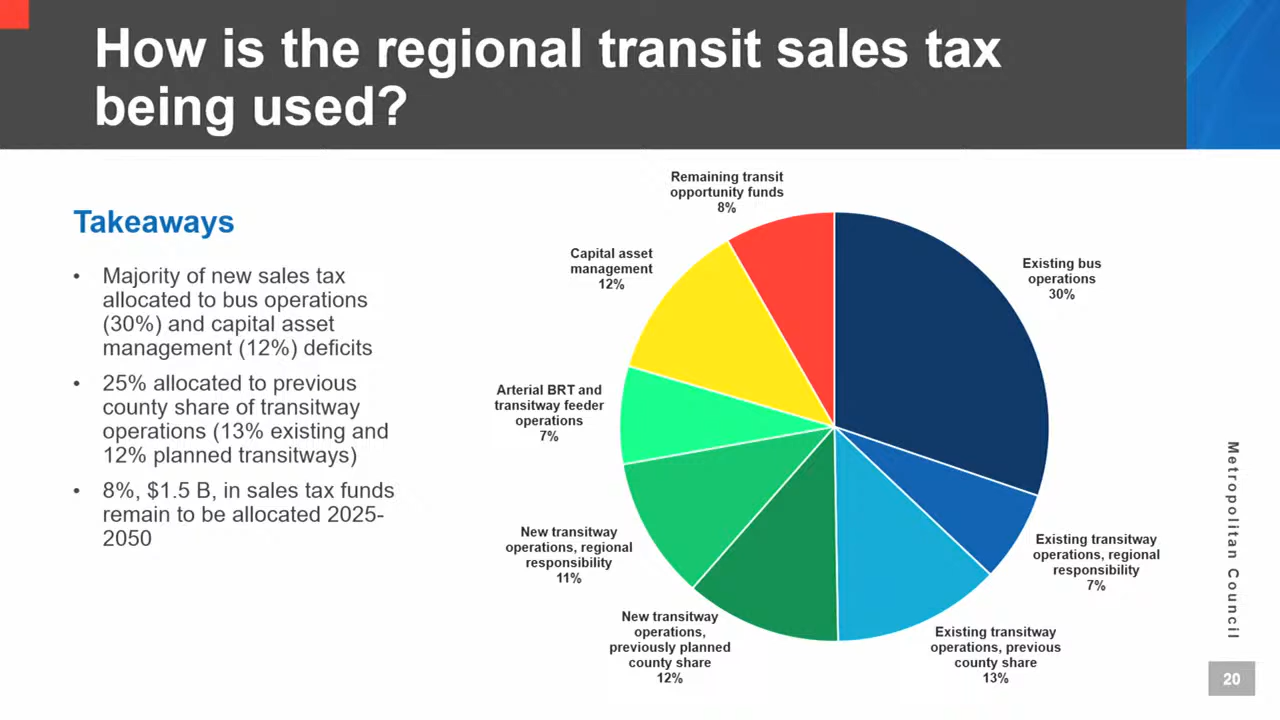 How is the regional transit sales tax
being used?
Takeaways
• Majority of new sales tax
allocated to bus operations
(30%) and capital asset
management (12%) deficits
• 25% allocated to previous
county share of transitway
operations (13% existing and
12% planned transitways)
• 8%, $1.5 B, in sales tax funds
remain to be allocated 2025-
2050
Remaining transit
opportunity funds
8%
Capital asset
management
12%
Arterial BRT and
transitway feeder
operations
7%
New transitway
operations, regional
responsibility
11%
New transitway
operations,
previously planned
county share
12%
Existing transitway
operations, previous
county share
13%
Existing transitway
operations, regional
responsibility
7%
Existing bus
operations
30%
Metropolitan Council
20